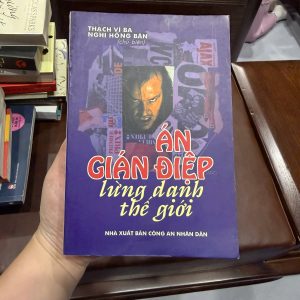 THẠCH VĨ BA
NGHI HỒNG BÂN
(chủ biên)
ÁN
GIÁN ĐIỆP
lừng danh
thế giới
NHÀ XUẤT BẢN CÔNG AN NHÂN DÂN